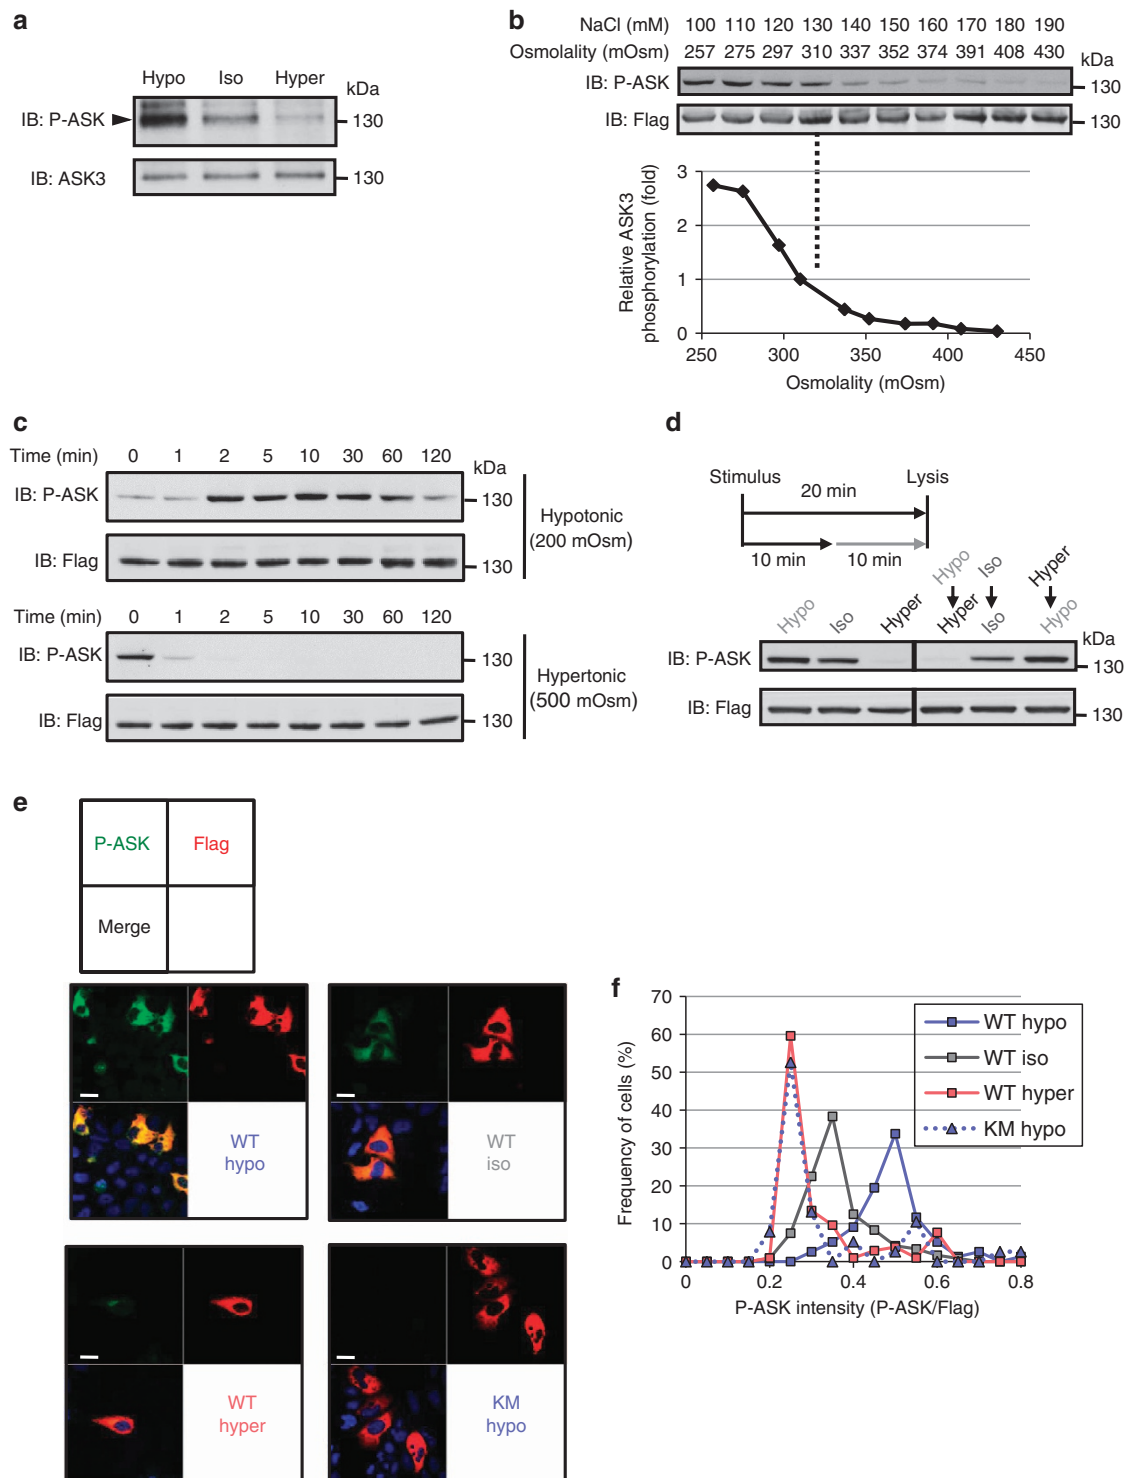 a
Hypo Iso Hyper
kDa
IB: P-ASK
130
IB: ASK3
130
b
NaCl (mM) 100 110 120 130 140 150 160 170 180 190
Osmolality (mOsm) 257 275 297 310 337 352 374 391 408 430
kDa
IB: P-ASK
130
IB: Flag
130
Relative ASK3 phosphorylation (fold)
3
2
1
0
250 300 350 400 450
Osmolality (mOsm)
c
Time (min) 0 1 2 5 10 30 60 120
kDa
IB: P-ASK
130
IB: Flag
130
Hypotonic
(200 mOsm)
Time (min) 0 1 2 5 10 30 60 120
IB: P-ASK
130
IB: Flag
130
Hypertonic
(500 mOsm)
d
Stimulus Lysis
20 min
10 min 10 min
Hypo Iso Hyper
Hypo Iso Hyper
Hyper Iso Hypo
kDa
IB: P-ASK
130
IB: Flag
130
e
P-ASK Flag
Merge
WT
hypo
WT
iso
WT
hyper
KM
hypo
f
Frequency of cells (%)
70
60
50
40
30
20
10
0
0 0.2 0.4 0.6 0.8
P-ASK intensity (P-ASK/Flag)
WT hypo
WT iso
WT hyper
KM hypo